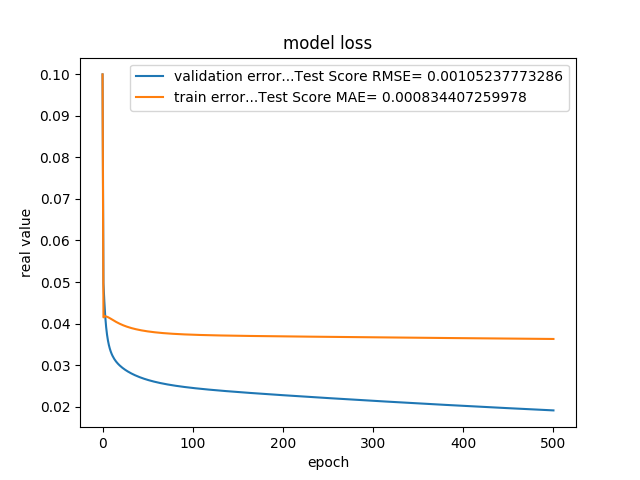 model loss
validation error...Test Score RMSE= 0.00105237773286
train error...Test Score MAE= 0.000834407259978
0.10
0.09
0.08
0.07
0.06
0.05
0.04
0.03
0.02
real value
0 100 200 300 400 500
epoch